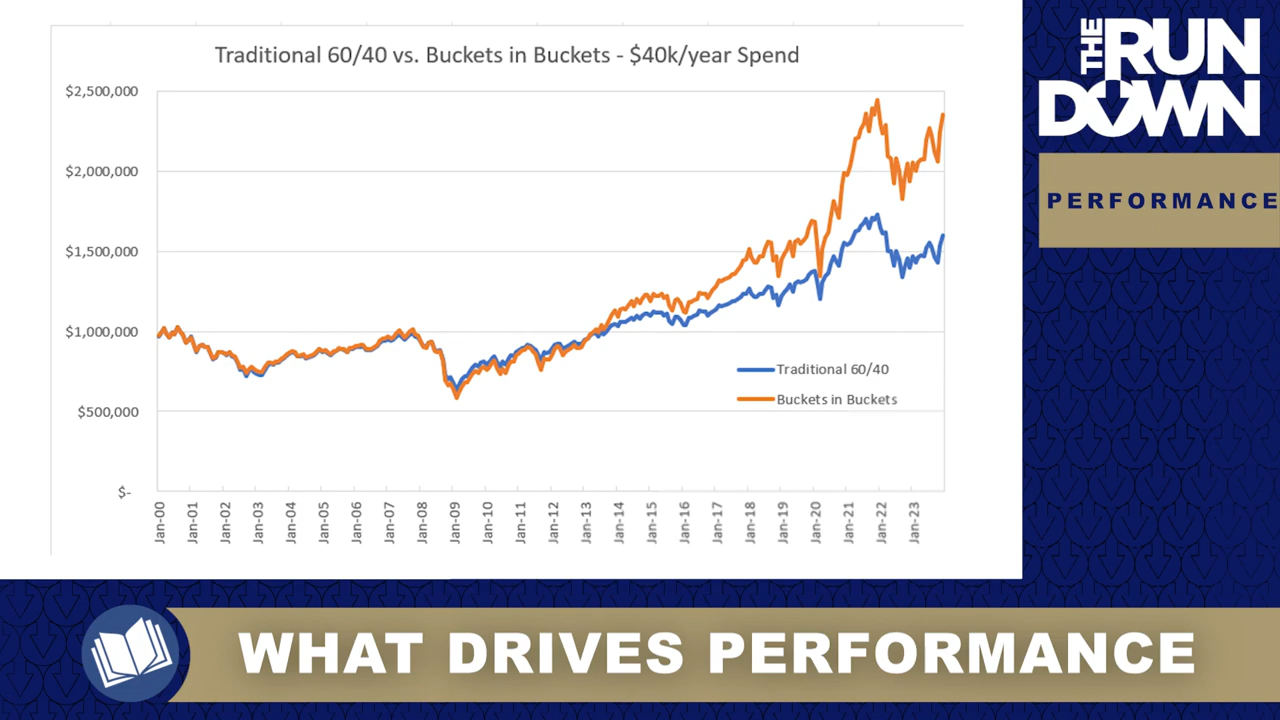 Traditional 60/40 vs. Buckets in Buckets - $40k/year Spend
$2,500,000
$2,000,000
$1,500,000
$1,000,000
$500,000
$-
Traditional 60/40
Buckets in Buckets
Jan-00
Jan-01
Jan-02
Jan-03
Jan-04
Jan-05
Jan-06
Jan-07
Jan-08
Jan-09
Jan-10
Jan-11
Jan-12
Jan-13
Jan-14
Jan-15
Jan-16
Jan-17
Jan-18
Jan-19
Jan-20
Jan-21
Jan-22
Jan-23
THE RUN
DOWN
PERFORMANCE
WHAT DRIVES PERFORMANCE